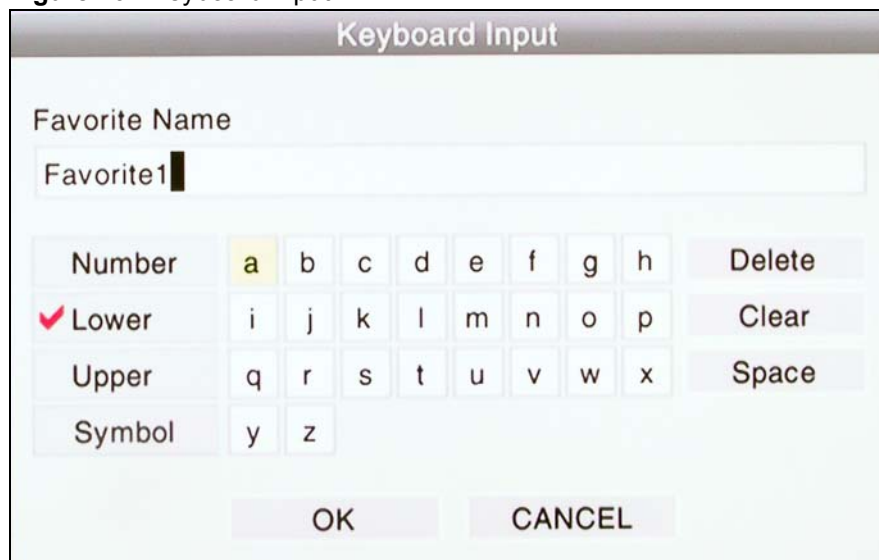 Keyboard Input
Favorite Name
Favorite1
Number a b c d e f g h Delete
Lower i j k l m n o p Clear
Upper q r s t u v w x Space
Symbol y z
OK CANCEL